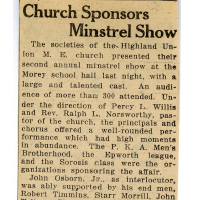 Church Sponsors
Minstrel Show
The societies of the Highland Un-
ion M. E. church presented their
second annual minstrel show at the
Morey school hall last night, with a
large and talented cast. An audi-
ence of more than 300 attended. Un-
der the direction of Percy L. Willis
and Rev. Ralph L. Norsworthy, pas-
tor of the church, the principals and
chorus offered a well-rounded per-
formance which had high moments
in abundance. The P. K. A. Men's
Brotherhood, the Epworth league,
and the Sorosis class were the or-
ganizations sponsoring the affair.
John Osborn, Jr., as interlocutor,
was ably supported by his end men,
Robert Timmins, Starr Morrill, John